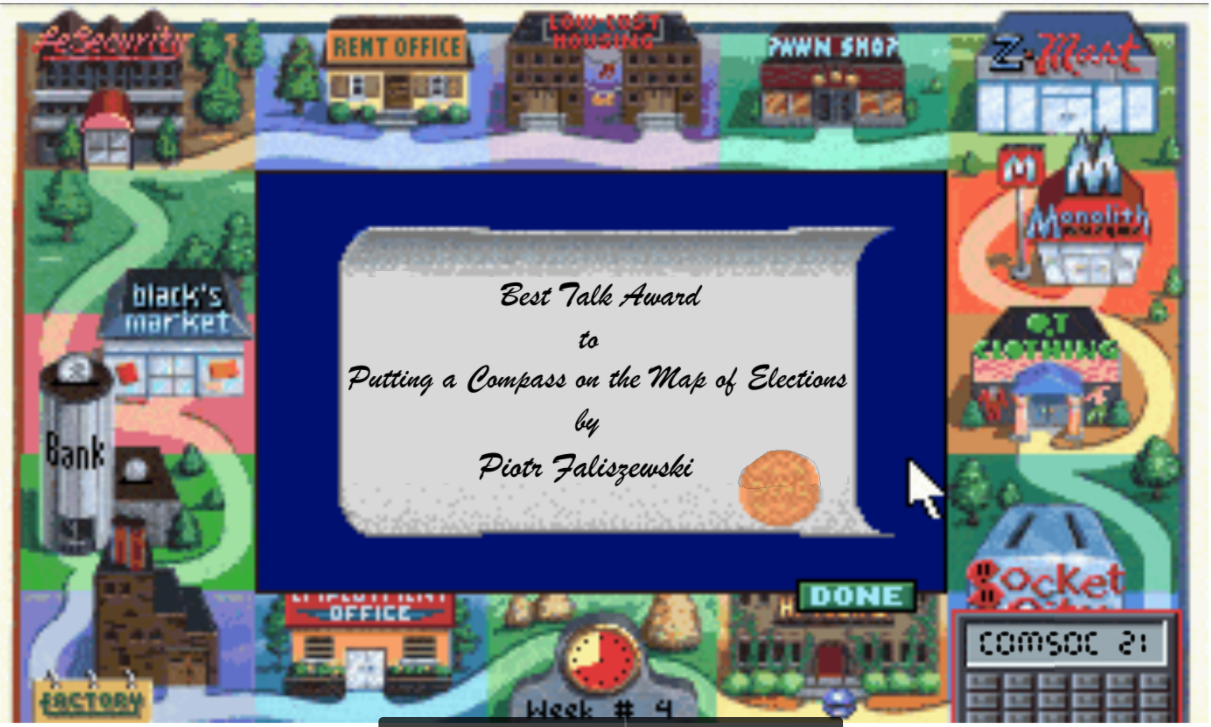 LeSecurity
RENT OFFICE
LOW-COST
HOUSING
PAWN SHOP
Z-Mart
M
M
Monolith
black's
market
Best Talk Award
to
Putting a Compass on the Map of Elections
by
Piotr Faliszewski
QT
CLOTHING
Bank
Socket
DONE
EMPLOYMENT
OFFICE
COMSOC 21
FACTORY
Week # 4